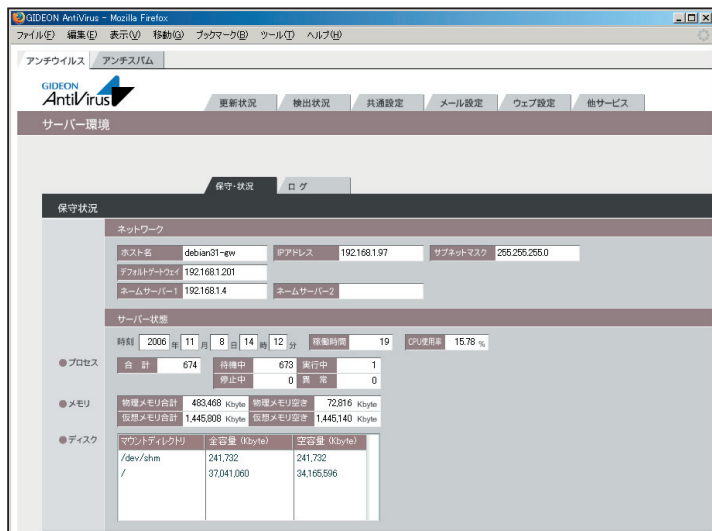 GIDEON AntiVirus - Mozilla Firefox
ファイル(F) 編集(E) 表示(V) 移動(G) ブックマーク(B) ツール(T) ヘルプ(H)
アンチウイルス アンチスパム
GIDEON AntiVirus
更新状況 検出状況 共通設定 メール設定 ウェブ設定 他サービス
サーバー環境
保守・状況 ログ
保守状況
ネットワーク
ホスト名 debian31-gw IPアドレス 192.168.1.97 サブネットマスク 255.255.255.0
デフォルトゲートウェイ 192.168.1.201
ネームサーバー1 192.168.1.4 ネームサーバー2
サーバー状態
時刻 2006 年 11 月 8 日 14 時 12 分 稼働時間 19 CPU使用率 15.78 %
●プロセス 合 計 674 待機中 673 実行中 1
停止中 0 異 常 0
●メモリ 物理メモリ合計 483,468 Kbyte 物理メモリ空き 72,816 Kbyte
仮想メモリ合計 1,445,808 Kbyte 仮想メモリ空き 1,445,140 Kbyte
●ディスク マウントディレクトリ 全容量 (Kbyte) 空容量 (Kbyte)
/dev/shm 241,732 241,732
/ 37,041,060 34,165,596